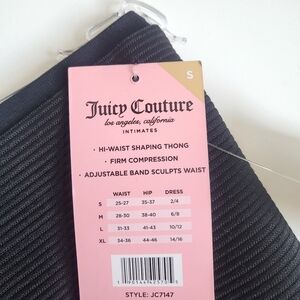 S
Juicy Couture
los angeles, california
INTIMATES
· HI-WAIST SHAPING THONG
· FIRM COMPRESSION
· ADJUSTABLE BAND SCULPTS WAIST
WAIST HIP DRESS
S 25-27 35-37 2/4
M 28-30 38-40 6/8
L 31-33 41-43 10/12
XL 34-36 44-46 14/16
STYLE: JC7147